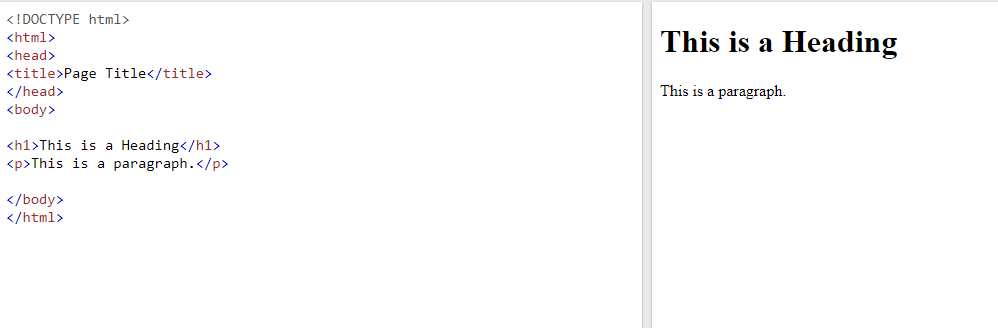 <!DOCTYPE html>
<html>
<head>
<title>Page Title</title>
</head>
<body>
<h1>This is a Heading</h1>
<p>This is a paragraph.</p>
</body>
</html>
This is a Heading
This is a paragraph.